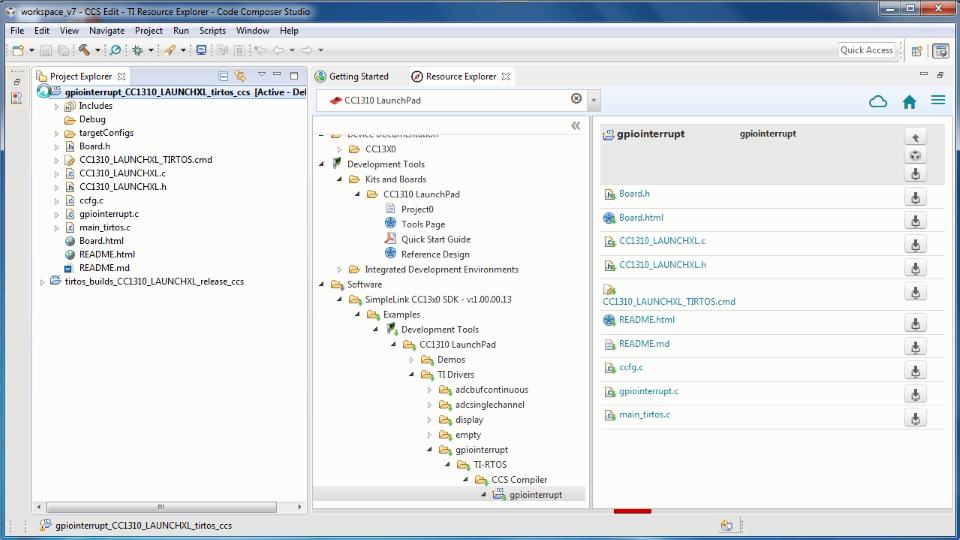 workspace_v7 - CCS Edit - TI Resource Explorer - Code Composer Studio
File Edit View Navigate Project Run Scripts Window Help
Quick Access
Project Explorer
gpiointerrupt_CC1310_LAUNCHXL_tirtos_ccs [Active - De
Includes
Debug
targetConfigs
Board.h
CC1310_LAUNCHXL_TIRTOS.cmd
CC1310_LAUNCHXL.c
CC1310_LAUNCHXL.h
ccfg.c
gpiointerrupt.c
main_tirtos.c
Board.html
README.html
README.md
tirtos_builds_CC1310_LAUNCHXL_release_ccs
Getting Started
Resource Explorer
CC1310 LaunchPad
Device Documentation
CC13X0
Development Tools
Kits and Boards
CC1310 LaunchPad
Project0
Tools Page
Quick Start Guide
Reference Design
Integrated Development Environments
Software
SimpleLink CC13x0 SDK - v:1.00.00.13
Examples
Development Tools
CC1310 LaunchPad
Demos
TI Drivers
adcbufcontinuous
adcsinglechannel
display
empty
gpiointerrupt
TI-RTOS
CCS Compiler
gpiointerrupt
gpiointerrupt gpiointerrupt
Board.h
Board.html
CC1310_LAUNCHXL.c
CC1310_LAUNCHXL.h
CC1310_LAUNCHXL_TIRTOS.cmd
README.html
README.md
ccfg.c
gpiointerrupt.c
main_tirtos.c
gpiointerrupt_CC1310_LAUNCHXL_tirtos_ccs